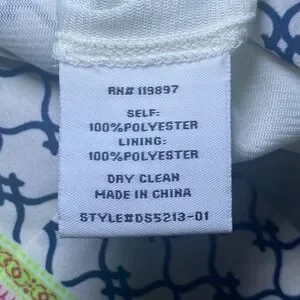 RN# 119897
SELF:
100%POLYESTER
LINING:
100%POLYESTER
DRY CLEAN
MADE IN CHINA
STYLE#DS5213-01